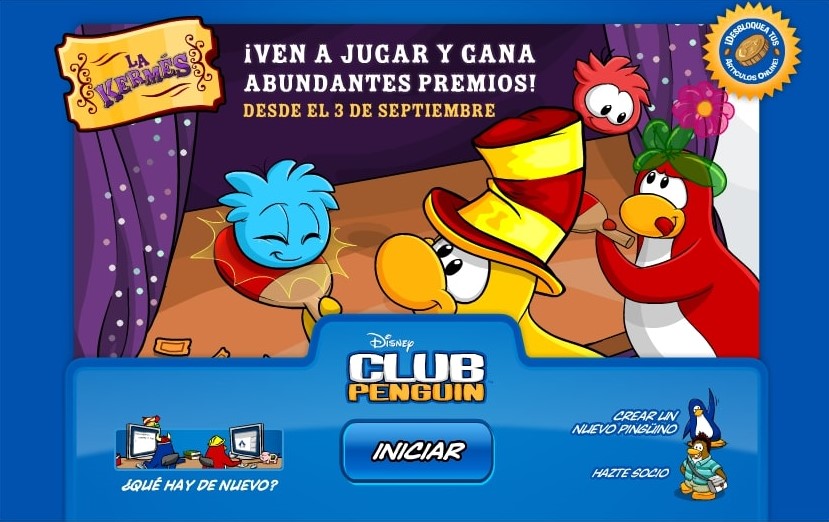 LA
KERMÉS
¡VEN A JUGAR Y GANA
ABUNDANTES PREMIOS!
DESDE EL 3 DE SEPTIEMBRE
¡DESBLOQUEA TUS
ARTÍCULOS ONLINE!
Disney
CLUB
PENGUIN
INICIAR
¿QUÉ HAY DE NUEVO?
CREAR UN
NUEVO PINGÜINO
HAZTE SOCIO